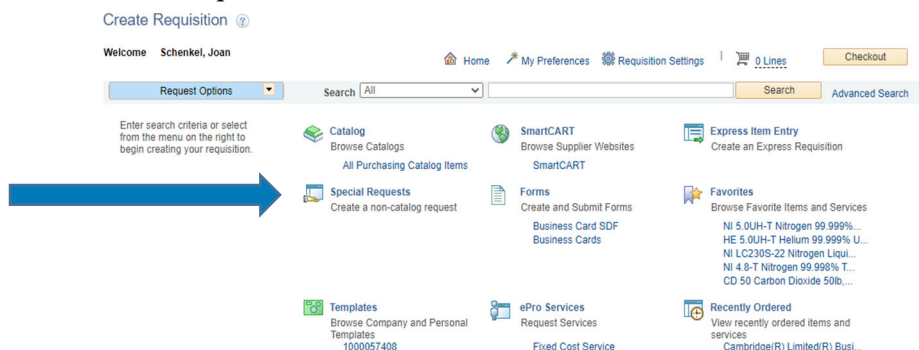 Create Requisition ?
Welcome Schenkel, Joan
Home My Preferences Requisition Settings 0 Lines Checkout
Request Options Search All Search Advanced Search
Enter search criteria or select
from the menu on the right to
begin creating your requisition.
Catalog
Browse Catalogs
All Purchasing Catalog Items
SmartCART
Browse Supplier Websites
SmartCART
Express Item Entry
Create an Express Requisition
Special Requests
Create a non-catalog request
Forms
Create and Submit Forms
Business Card SDF
Business Cards
Favorites
Browse Favorite Items and Services
NI 5.0UH-T Nitrogen 99.999%...
HE 5.0UH-T Helium 99.999% U...
NI LC230S-22 Nitrogen Liqui...
NI 4.8-T Nitrogen 99.998% T...
CD 50 Carbon Dioxide 50lb,...
Templates
Browse Company and Personal
Templates
1000057408
ePro Services
Request Services
Fixed Cost Service
Recently Ordered
View recently ordered items and
services
Cambridge(R) Limited(R) Busi...